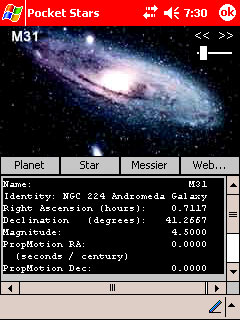 Pocket Stars 7:30 ok
M31 << >>
Planet Star Messier Web...
Name: M31
Identity: NGC 224 Andromeda Galaxy
Right Ascension (hours): 0.7117
Declination (degrees): 41.2667
Magnitude: 4.5000
PropMotion RA: 0.0000
(seconds / century)
PropMotion Dec: 0.0000